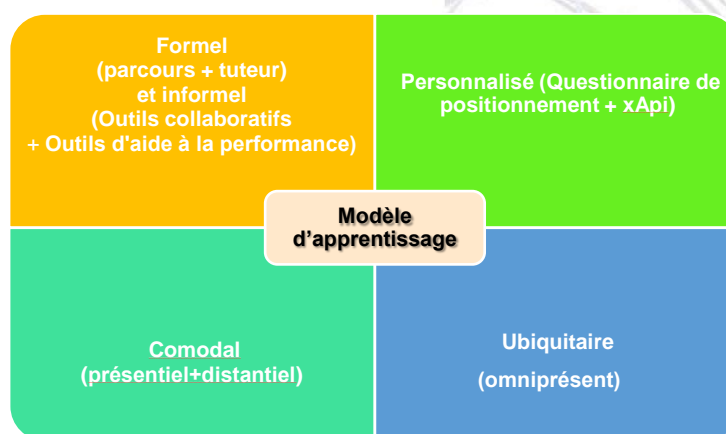 Formel
(parcours + tuteur)
et informel
(Outils collaboratifs
+ Outils d'aide à la performance)
Personnalisé (Questionnaire de
positionnement + xApi)
Modèle
d'apprentissage
Comodal
(présentiel+distantiel)
Ubiquitaire
(omniprésent)